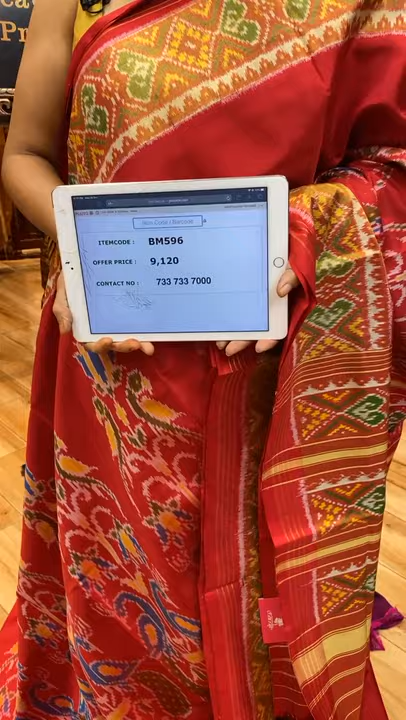 Item Code / Barcode
ITEMCODE : BM596
OFFER PRICE : 9,120
CONTACT NO : 733 733 7000